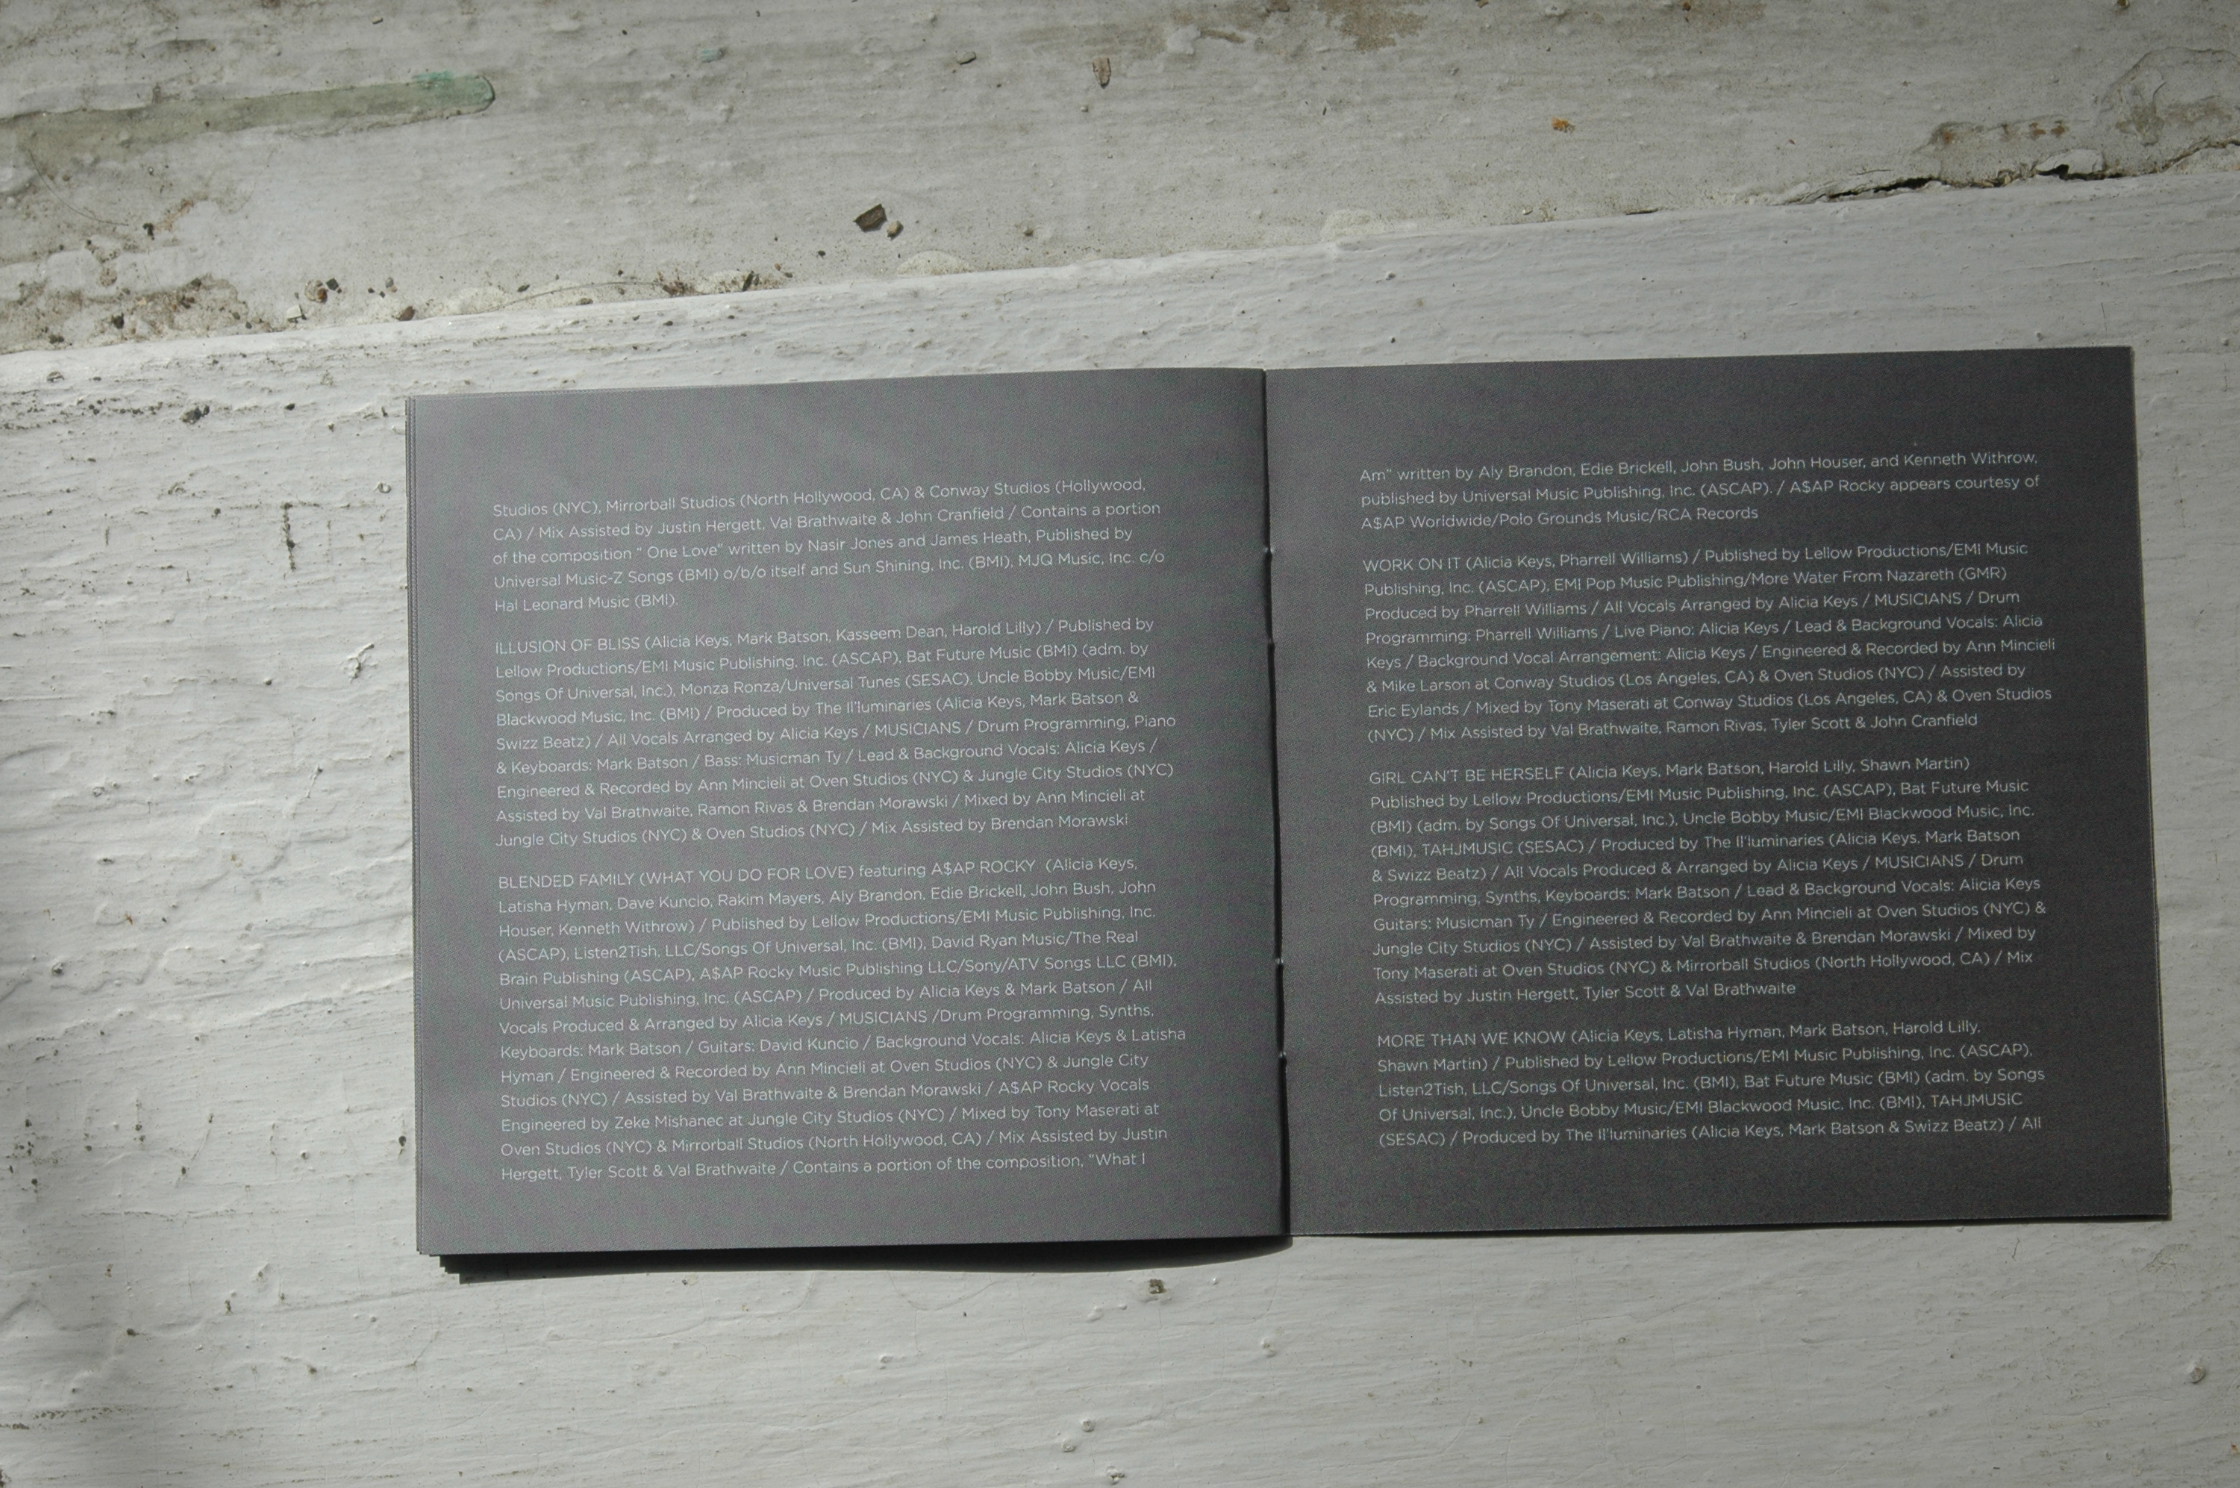 Studios (NYC), Mirrorball Studios (North Hollywood, CA) & Conway Studios (Hollywood,
CA) / Mix Assisted by Justin Hergett, Val Brathwaite & John Cranfield / Contains a portion
of the composition " One Love" written by Nasir Jones and James Heath, Published by
Universal Music-Z Songs (BMI) o/b/o itself and Sun Shining, Inc. (BMI), MJQ Music, Inc. c/o
Hal Leonard Music (BMI).
ILLUSION OF BLISS (Alicia Keys, Mark Batson, Kasseem Dean, Harold Lilly) / Published by
Lellow Productions/EMI Music Publishing, Inc. (ASCAP), Bat Future Music (BMI) (adm. by
Songs Of Universal, Inc.), Monza Ronza/Universal Tunes (SESAC), Uncle Bobby Music/EMI
Blackwood Music, Inc. (BMI) / Produced by The Il'luminaries (Alicia Keys, Mark Batson &
Swizz Beatz) / All Vocals Arranged by Alicia Keys / MUSICIANS / Drum Programming, Piano
& Keyboards: Mark Batson / Bass: Musicman Ty / Lead & Background Vocals: Alicia Keys /
Engineered & Recorded by Ann Mincieli at Oven Studios (NYC) & Jungle City Studios (NYC)
Assisted by Val Brathwaite, Ramon Rivas & Brendan Morawski / Mixed by Ann Mincieli at
Jungle City Studios (NYC) & Oven Studios (NYC) / Mix Assisted by Brendan Morawski
BLENDED FAMILY (WHAT YOU DO FOR LOVE) featuring A$AP ROCKY (Alicia Keys,
Latisha Hyman, Dave Kuncio, Rakim Mayers, Aly Brandon, Edie Brickell, John Bush, John
Houser, Kenneth Withrow) / Published by Lellow Productions/EMI Music Publishing, Inc.
(ASCAP), Listen2Tish, LLC/Songs Of Universal, Inc. (BMI), David Ryan Music/The Real
Brain Publishing (ASCAP), A$AP Rocky Music Publishing LLC/Sony/ATV Songs LLC (BMI),
Universal Music Publishing, Inc. (ASCAP) / Produced by Alicia Keys & Mark Batson / All
Vocals Produced & Arranged by Alicia Keys / MUSICIANS /Drum Programming, Synths,
Keyboards: Mark Batson / Guitars: David Kuncio / Background Vocals: Alicia Keys & Latisha
Hyman / Engineered & Recorded by Ann Mincieli at Oven Studios (NYC) & Jungle City
Studios (NYC) / Assisted by Val Brathwaite & Brendan Morawski / A$AP Rocky Vocals
Engineered by Zeke Mishanec at Jungle City Studios (NYC) / Mixed by Tony Maserati at
Oven Studios (NYC) & Mirrorball Studios (North Hollywood, CA) / Mix Assisted by Justin
Hergett, Tyler Scott & Val Brathwaite / Contains a portion of the composition, "What I
Am" written by Aly Brandon, Edie Brickell, John Bush, John Houser, and Kenneth Withrow,
published by Universal Music Publishing, Inc. (ASCAP). / A$AP Rocky appears courtesy of
A$AP Worldwide/Polo Grounds Music/RCA Records
WORK ON IT (Alicia Keys, Pharrell Williams) / Published by Lellow Productions/EMI Music
Publishing, Inc. (ASCAP), EMI Pop Music Publishing/More Water From Nazareth (GMR)
Produced by Pharrell Williams / All Vocals Arranged by Alicia Keys / MUSICIANS / Drum
Programming: Pharrell Williams / Live Piano: Alicia Keys / Lead & Background Vocals: Alicia
Keys / Background Vocal Arrangement: Alicia Keys / Engineered & Recorded by Ann Mincieli
& Mike Larson at Conway Studios (Los Angeles, CA) & Oven Studios (NYC) / Assisted by
Eric Eylands / Mixed by Tony Maserati at Conway Studios (Los Angeles, CA) & Oven Studios
(NYC) / Mix Assisted by Val Brathwaite, Ramon Rivas, Tyler Scott & John Cranfield
GIRL CAN'T BE HERSELF (Alicia Keys, Mark Batson, Harold Lilly, Shawn Martin)
Published by Lellow Productions/EMI Music Publishing, Inc. (ASCAP), Bat Future Music
(BMI) (adm. by Songs Of Universal, Inc.), Uncle Bobby Music/EMI Blackwood Music, Inc.
(BMI), TAHJMUSIC (SESAC) / Produced by The Il'luminaries (Alicia Keys, Mark Batson
& Swizz Beatz) / All Vocals Produced & Arranged by Alicia Keys / MUSICIANS / Drum
Programming, Synths, Keyboards: Mark Batson / Lead & Background Vocals: Alicia Keys
Guitars: Musicman Ty / Engineered & Recorded by Ann Mincieli at Oven Studios (NYC) &
Jungle City Studios (NYC) / Assisted by Val Brathwaite & Brendan Morawski / Mixed by
Tony Maserati at Oven Studios (NYC) & Mirrorball Studios (North Hollywood, CA) / Mix
Assisted by Justin Hergett, Tyler Scott & Val Brathwaite
MORE THAN WE KNOW (Alicia Keys, Latisha Hyman, Mark Batson, Harold Lilly,
Shawn Martin) / Published by Lellow Productions/EMI Music Publishing, Inc. (ASCAP),
Listen2Tish, LLC/Songs Of Universal, Inc. (BMI), Bat Future Music (BMI) (adm. by Songs
Of Universal, Inc.), Uncle Bobby Music/EMI Blackwood Music, Inc. (BMI), TAHJMUSIC
(SESAC) / Produced by The Il'luminaries (Alicia Keys, Mark Batson & Swizz Beatz) / All